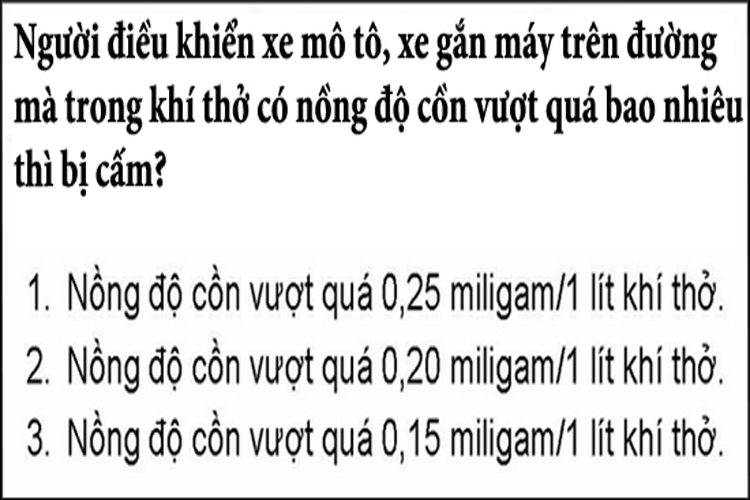 Người điều khiển xe mô tô, xe gắn máy trên đường
mà trong khí thở có nồng độ cồn vượt quá bao nhiêu
thì bị cấm?
1. Nồng độ cồn vượt quá 0,25 miligam/1 lít khí thở.
2. Nồng độ cồn vượt quá 0,20 miligam/1 lít khí thở.
3. Nồng độ cồn vượt quá 0,15 miligam/1 lít khí thở.